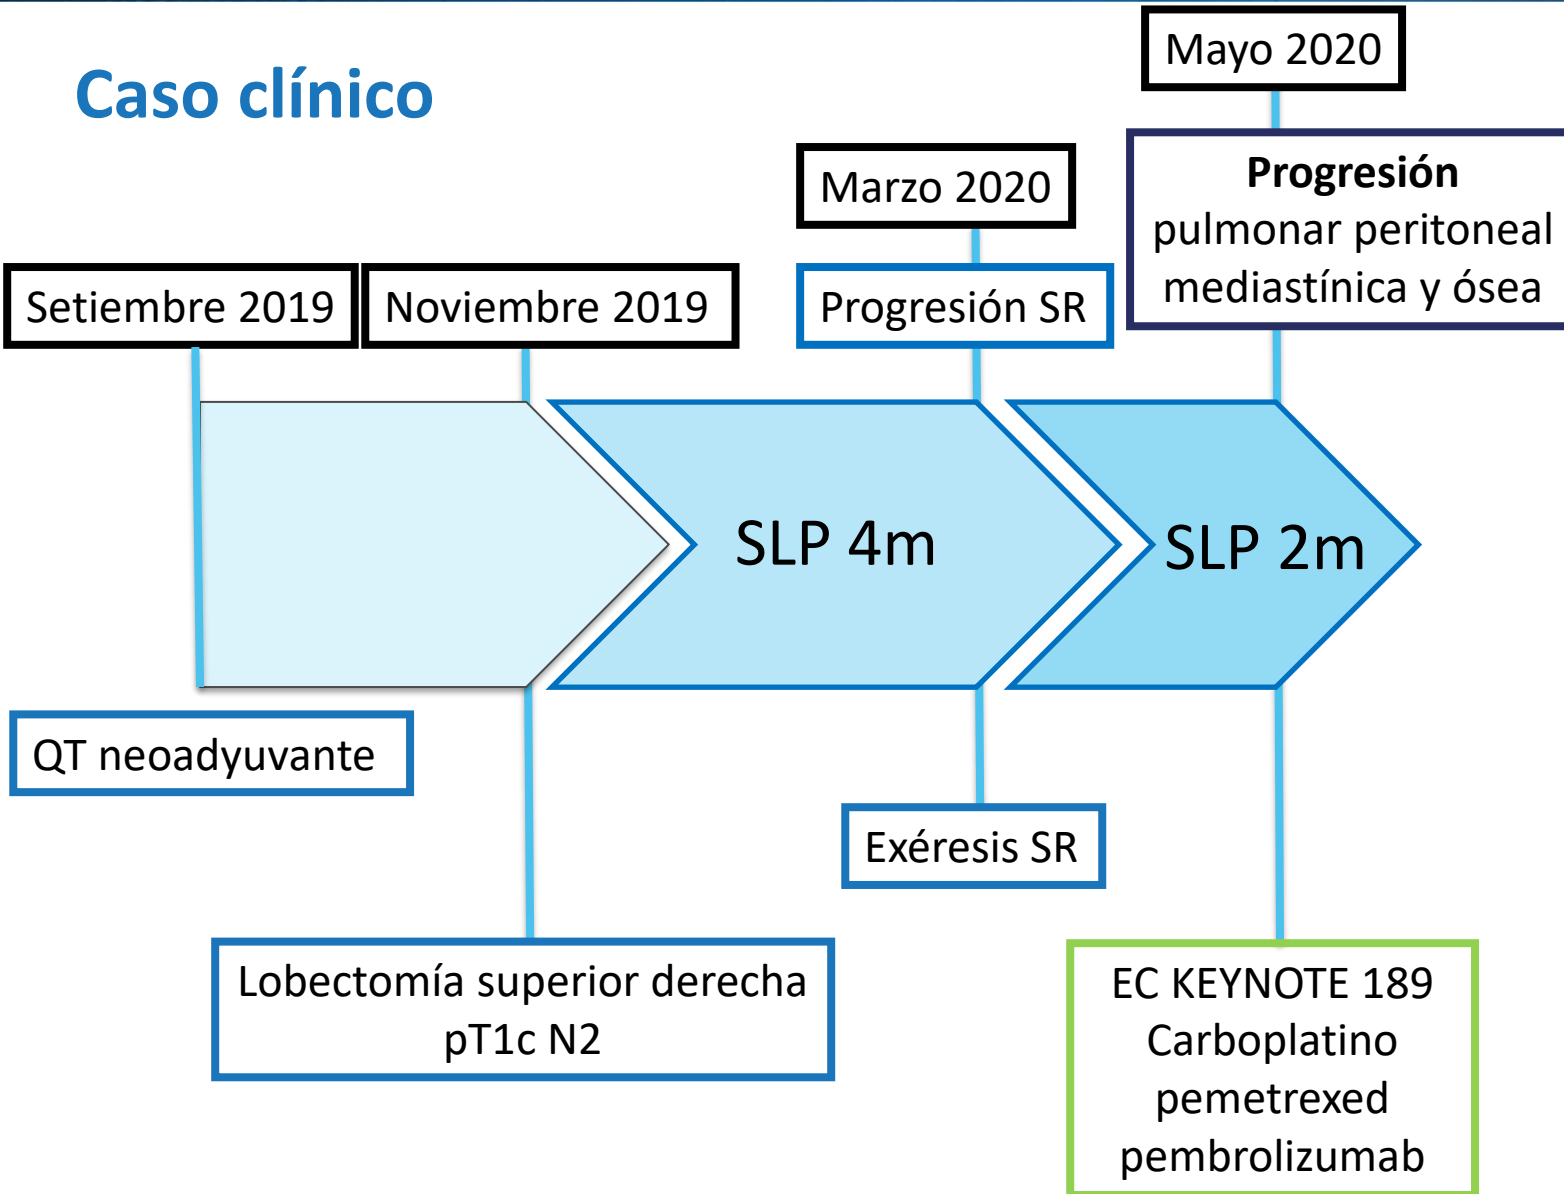 Caso clínico
Setiembre 2019
Noviembre 2019
Marzo 2020
Progresión SR
Mayo 2020
Progresión
pulmonar peritoneal
mediastínica y ósea
SLP 4m
SLP 2m
QT neoadyuvante
Lobectomía superior derecha
pT1c N2
Exéresis SR
EC KEYNOTE 189
Carboplatino
pemetrexed
pembrolizumab